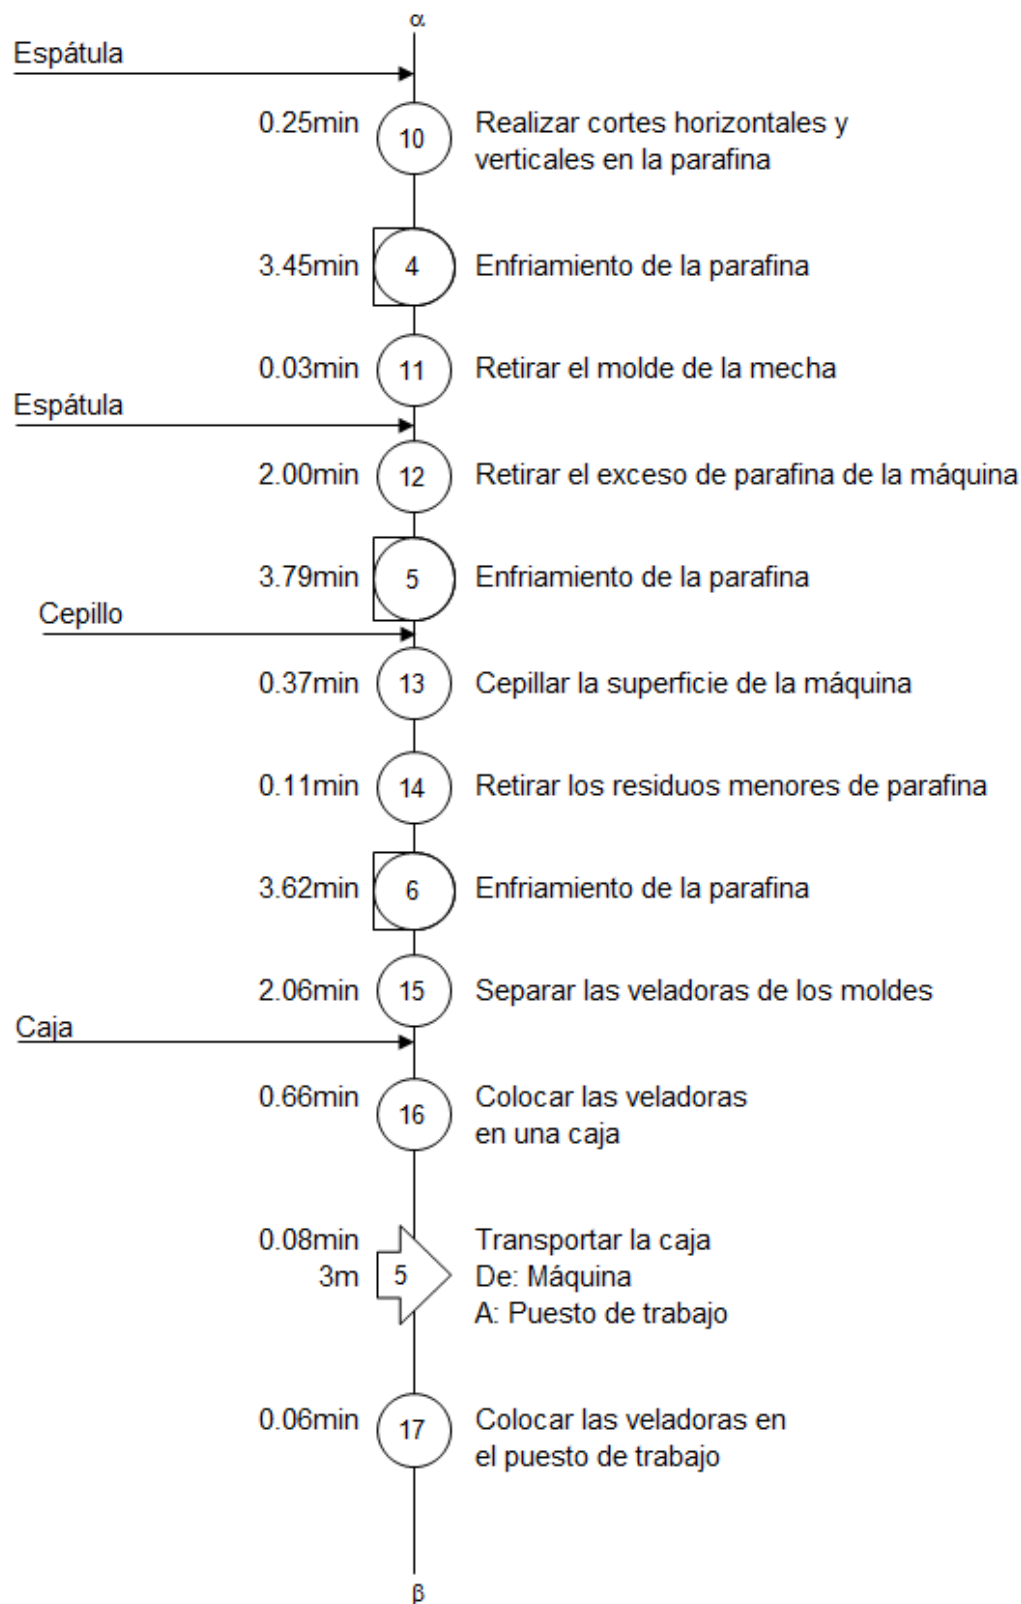 α
Espátula
0.25min
10
Realizar cortes horizontales y
verticales en la parafina
3.45min
4
Enfriamiento de la parafina
0.03min
11
Retirar el molde de la mecha
Espátula
2.00min
12
Retirar el exceso de parafina de la máquina
3.79min
5
Enfriamiento de la parafina
Cepillo
0.37min
13
Cepillar la superficie de la máquina
0.11min
14
Retirar los residuos menores de parafina
3.62min
6
Enfriamiento de la parafina
2.06min
15
Separar las veladoras de los moldes
Caja
0.66min
16
Colocar las veladoras
en una caja
0.08min
3m
5
Transportar la caja
De: Máquina
A: Puesto de trabajo
0.06min
17
Colocar las veladoras en
el puesto de trabajo
β